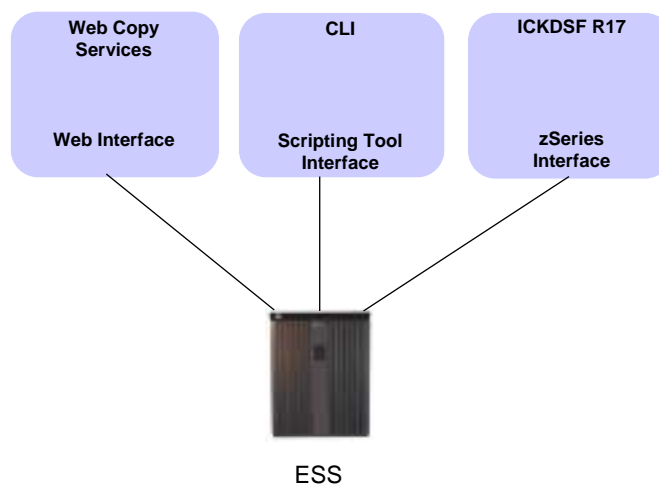 Web Copy
Services
Web Interface
CLI
Scripting Tool
Interface
ICKDSF R17
zSeries
Interface
ESS